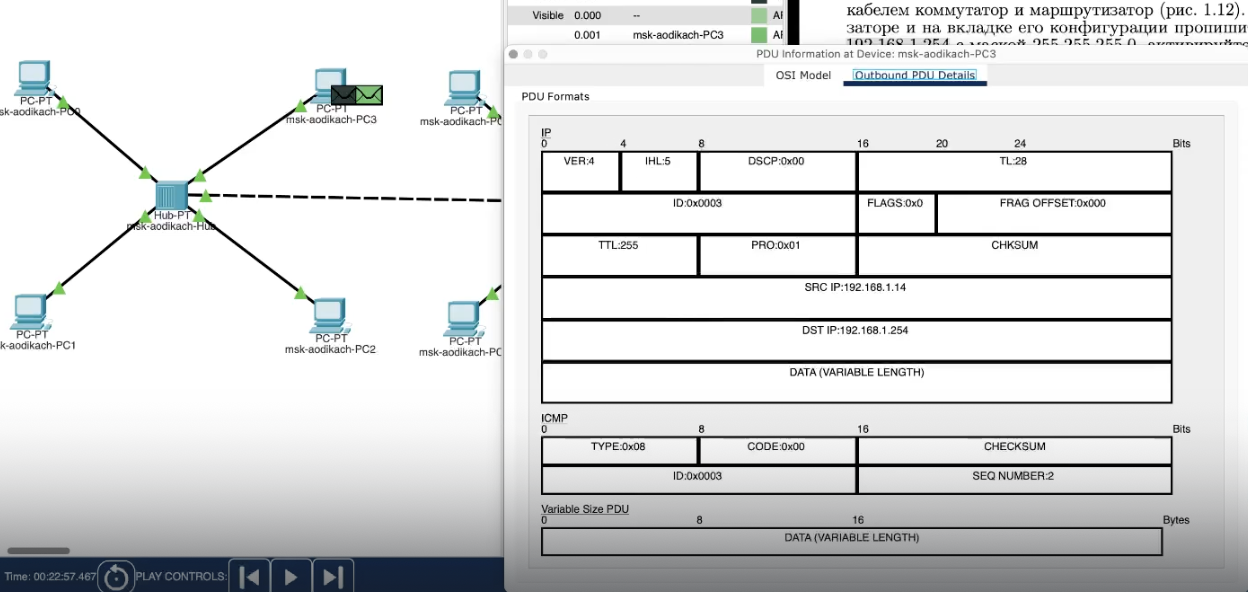 Visible 0.000 --
0.001 msk-aodikach-PC3
кабелем коммутатор и маршрутизатор (рис. 1.12).
заторе и на вкладке его конфигурации
PDU Information at Device: msk-aodikach-PC3
OSI Model Outbound PDU Details
PDU Formats
IP
0 4 8 16 20 24 Bits
VER:4 IHL:5 DSCP:0x00 TL:28
ID:0x0003 FLAGS:0x0 FRAG OFFSET:0x000
TTL:255 PRO:0x01 CHKSUM
SRC IP:192.168.1.14
DST IP:192.168.1.254
DATA (VARIABLE LENGTH)
ICMP
0 8 16 Bits
TYPE:0x08 CODE:0x00 CHECKSUM
ID:0x0003 SEQ NUMBER:2
Variable Size PDU
0 8 16 Bytes
DATA (VARIABLE LENGTH)
PC-PT
sk-aodikach-PC0
PC-PT
msk-aodikach-PC3
PC-PT
msk-aodikach-PC
Hub-PT
msk-aodikach-Hub
PC-PT
k-aodikach-PC1
PC-PT
msk-aodikach-PC2
PC-PT
msk-aodikach-PC
Time: 00:22:57.467 PLAY CONTROLS: